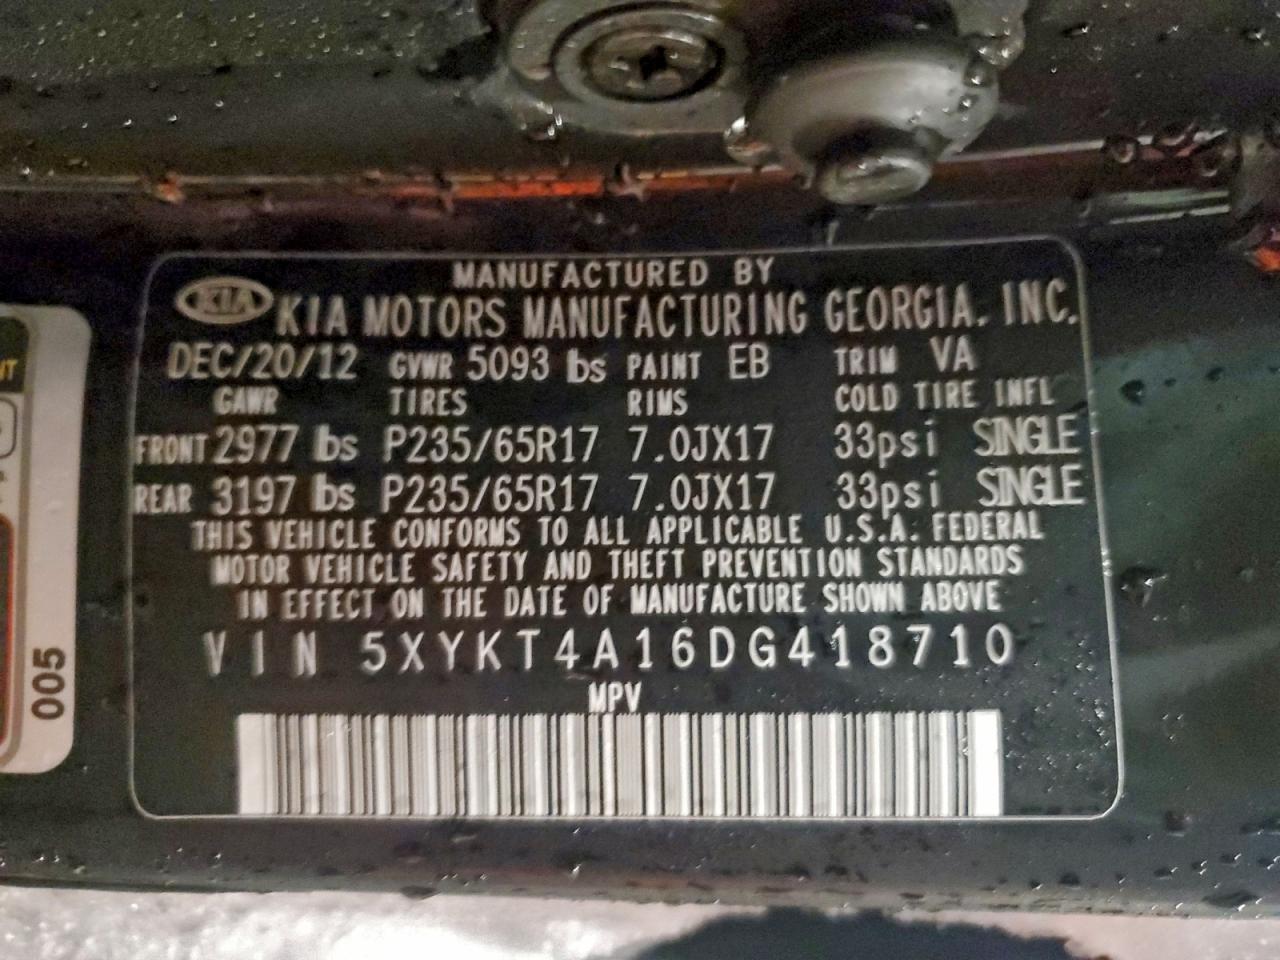 MANUFACTURED BY
KIA KIA MOTORS MANUFACTURING GEORGIA. INC.
DEC/20/12 GVWR 5093 lbs PAINT EB TRIM VA
GAWR TIRES RIMS COLD TIRE INFL
FRONT 2977 lbs P235/65R17 7.0JX17 33psi SINGLE
REAR 3197 lbs P235/65R17 7.0JX17 33psi SINGLE
THIS VEHICLE CONFORMS TO ALL APPLICABLE U.S.A. FEDERAL
MOTOR VEHICLE SAFETY AND THEFT PREVENTION STANDARDS
IN EFFECT ON THE DATE OF MANUFACTURE SHOWN ABOVE
VIN 5XYKT4A16DG418710
MPV
005